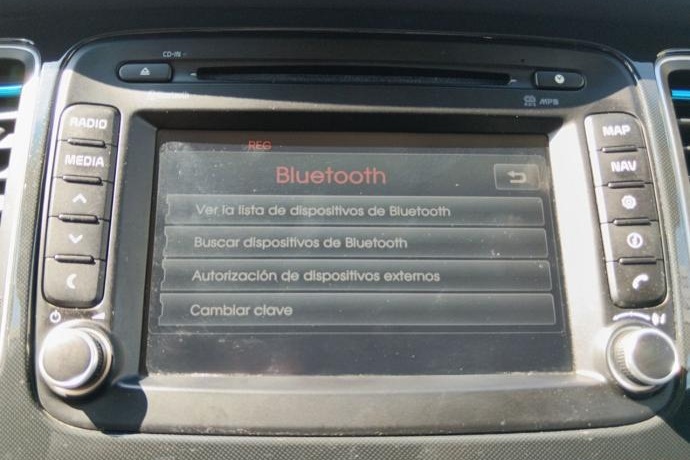 CD-IN
MP3
RADIO
MEDIA
MAP
NAV
REG
Bluetooth
Ver la lista de dispositivos de Bluetooth
Buscar dispositivos de Bluetooth
Autorización de dispositivos externos
Cambiar clave